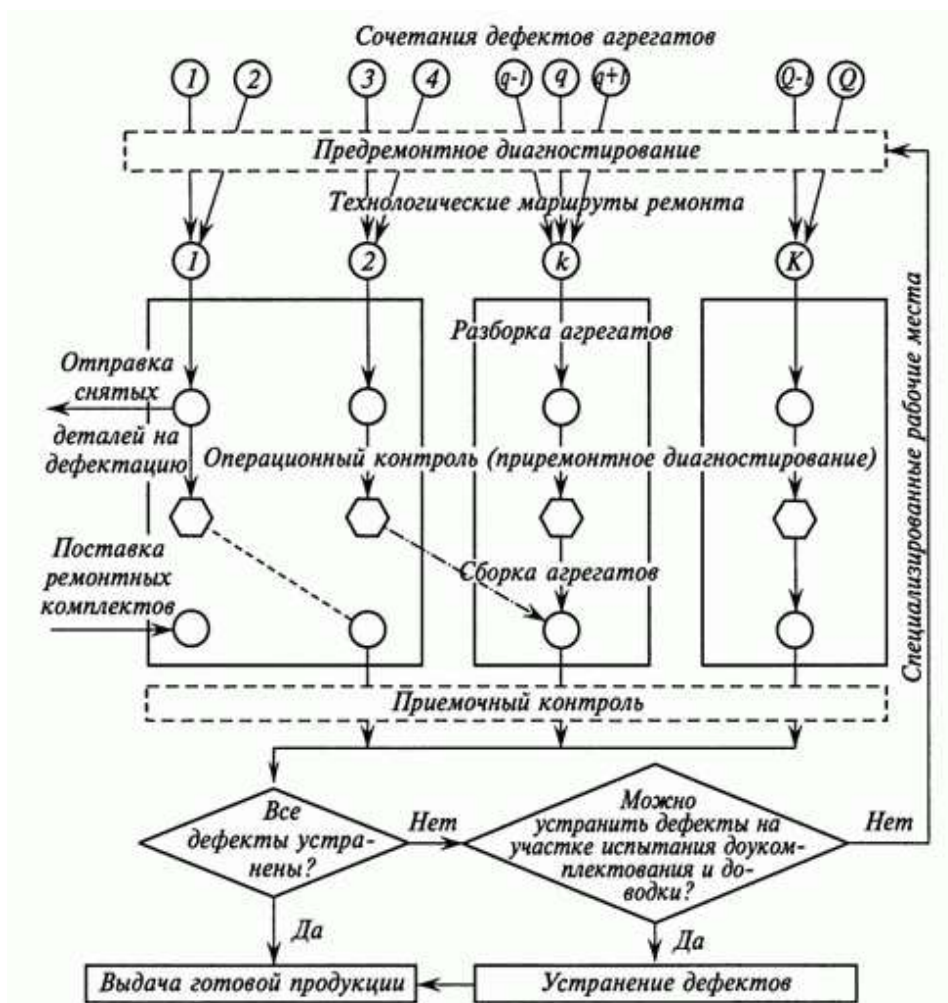 Сочетания дефектов агрегатов
1 2 3 4 q-1 q q+1 Q-1 Q
Предремонтное диагностирование
Технологические маршруты ремонта
1 2 k K
Разборка агрегатов
Отправка
снятых
деталей на
дефектацию
Операционный контроль (приремонтное диагностирование)
Поставка
ремонтных
комплектов
Сборка агрегатов
Специализированные рабочие места
Приемочный контроль
Все
дефекты устра-
нены?
Нет
Можно
устранить дефекты на
участке испытания доуком-
плектования и до-
водки?
Нет
Да
Да
Выдача готовой продукции
Устранение дефектов